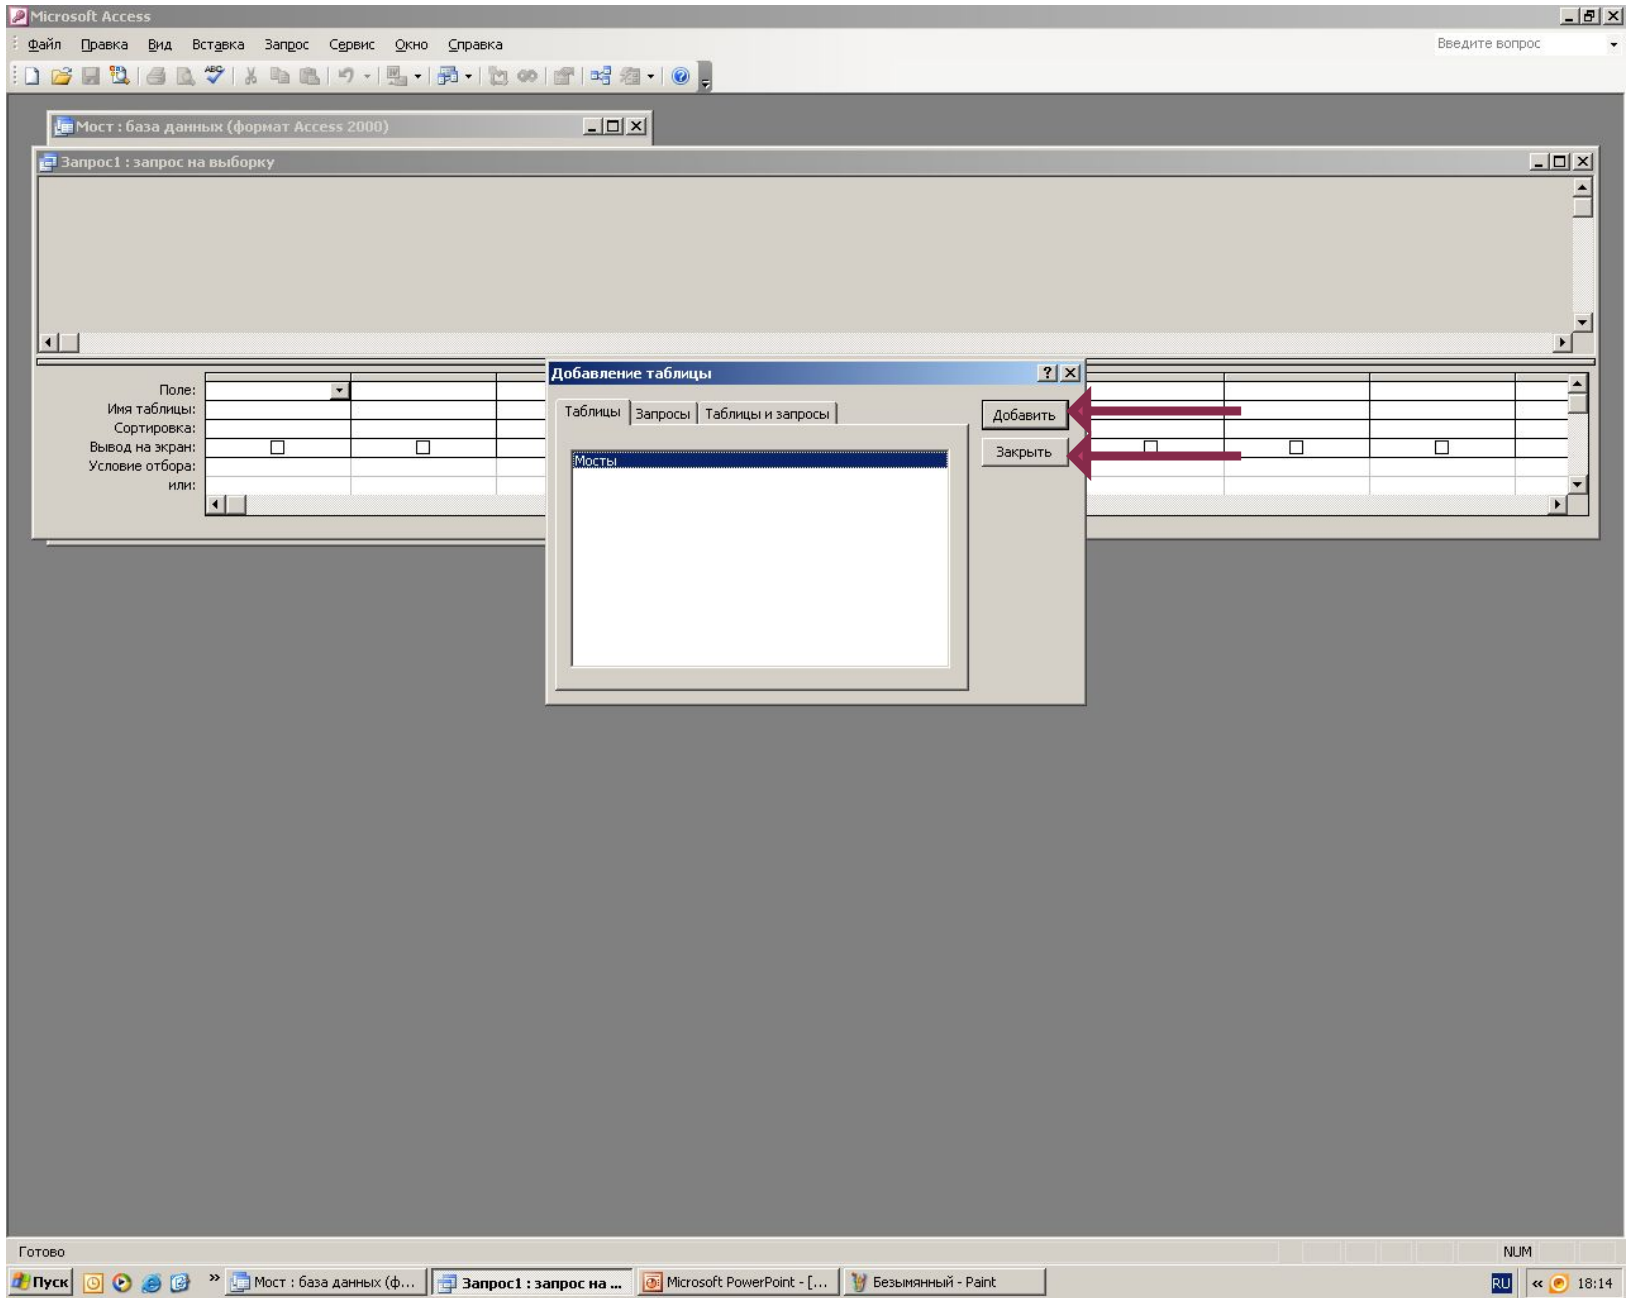 Microsoft Access
Файл Правка Вид Вставка Запрос Сервис Окно Справка Введите вопрос
Мост : база данных (формат Access 2000)
Запрос1 : запрос на выборку
Добавление таблицы
Таблицы Запросы Таблицы и запросы
Добавить
Закрыть
Мосты
Поле:
Имя таблицы:
Сортировка:
Вывод на экран:
Условие отбора:
или:
Готово NUM
Пуск Мост : база данных (ф... Запрос1 : запрос на ... Microsoft PowerPoint - [... Безымянный - Paint RU 18:14